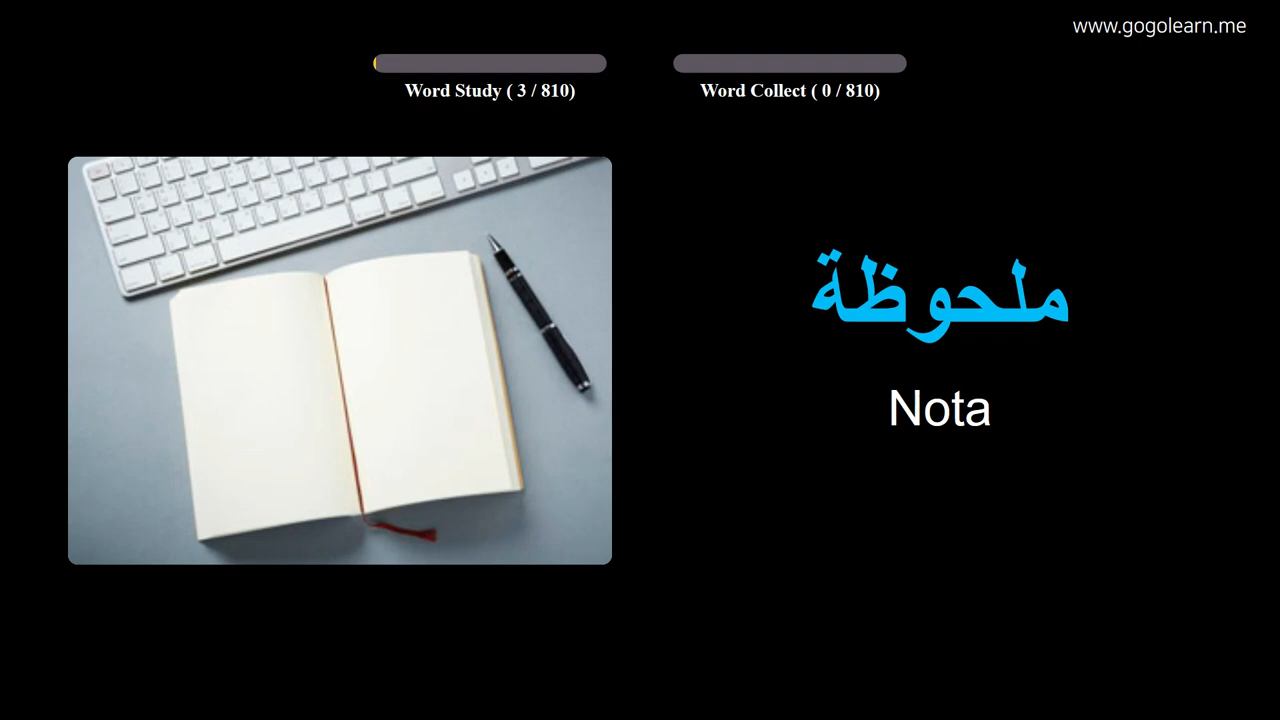 www.gogolearn.me
Word Study ( 3 / 810)
Word Collect ( 0 / 810)
ملحوظة
Nota